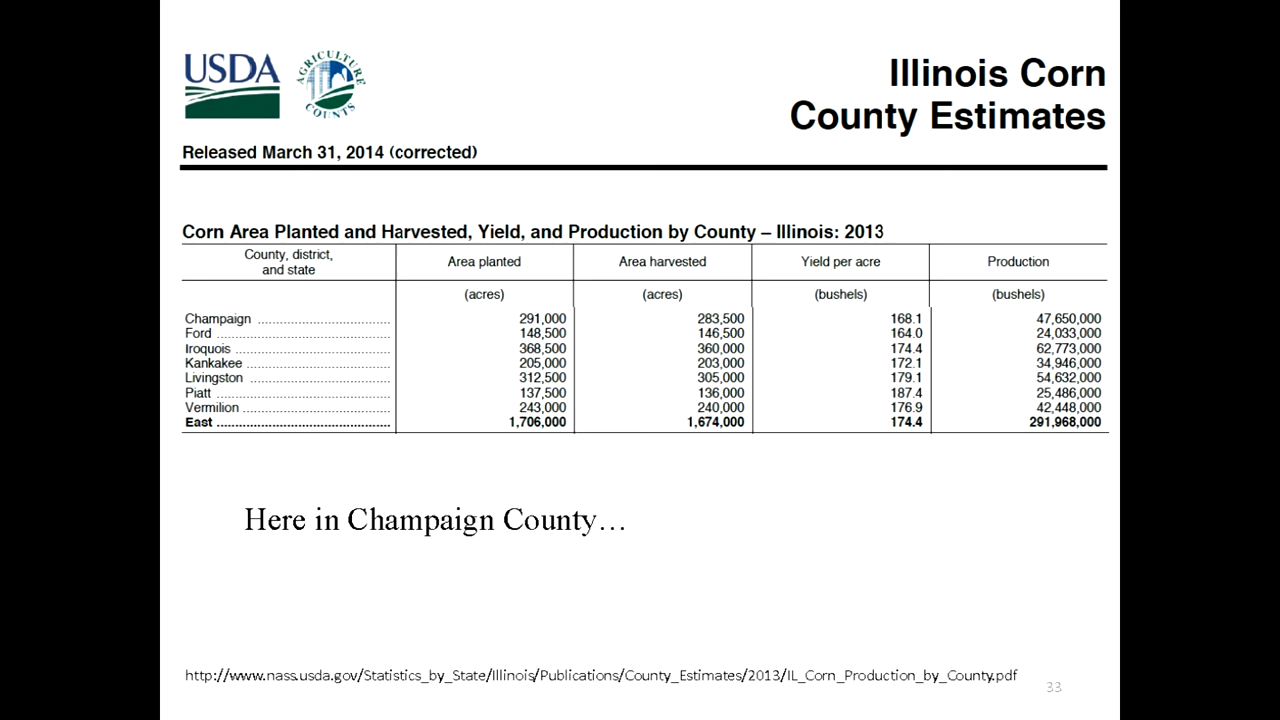 USDA
AGRICULTURE
COUNTS
Illinois Corn
County Estimates
Released March 31, 2014 (corrected)
Corn Area Planted and Harvested, Yield, and Production by County – Illinois: 2013
County, district, and state Area planted Area harvested Yield per acre Production
(acres) (acres) (bushels) (bushels)
Champaign 291,000 283,500 168.1 47,650,000
Ford 148,500 146,500 164.0 24,033,000
Iroquois 368,500 360,000 174.4 62,773,000
Kankakee 205,000 203,000 172.1 34,946,000
Livingston 312,500 305,000 179.1 54,632,000
Piatt 137,500 136,000 187.4 25,486,000
Vermilion 243,000 240,000 176.9 42,448,000
East 1,706,000 1,674,000 174.4 291,968,000
Here in Champaign County…
http://www.nass.usda.gov/Statistics_by_State/Illinois/Publications/County_Estimates/2013/IL_Corn_Production_by_County.pdf
33